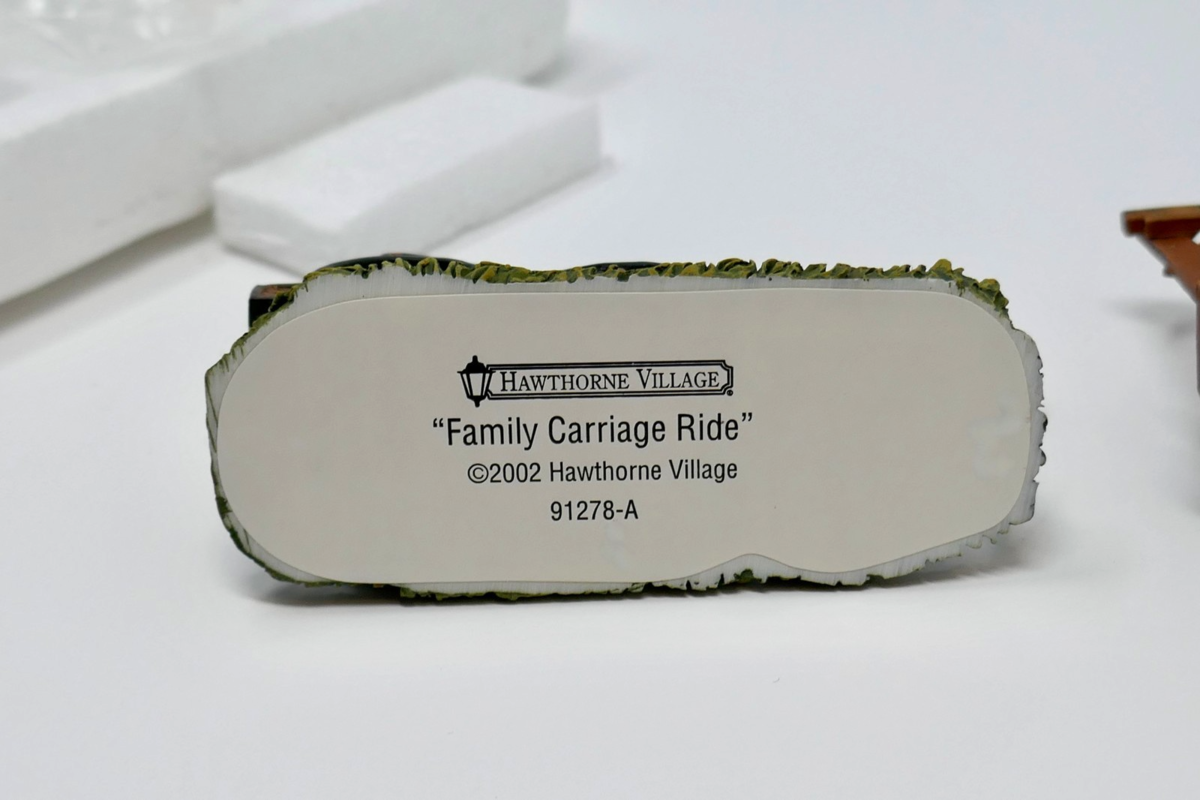 HAWTHORNE VILLAGE
“Family Carriage Ride”
©2002 Hawthorne Village
91278-A